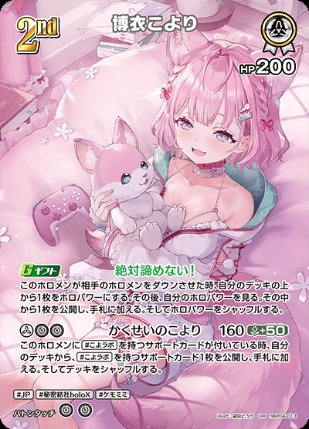 2nd
博衣こより
HP200
Gギフト 絶対諦めない！
このホロメンが相手のホロメンをダウンさせた時、自分のデッキの上
から1枚をホロパワーにする。その後、自分のホロパワーを見る。その中
から1枚を公開し、手札に加える。そしてホロパワーをシャッフルする。
かくせいのこより 160 +50
このホロメンに#こよラボを持つサポートカードが付いている時、自分
のデッキから、#こよラボを持つサポートカード1枚を公開し、手札に加
える。そしてデッキをシャッフルする。
#JP #秘密結社holoX #ケモミミ
バトンタッチ